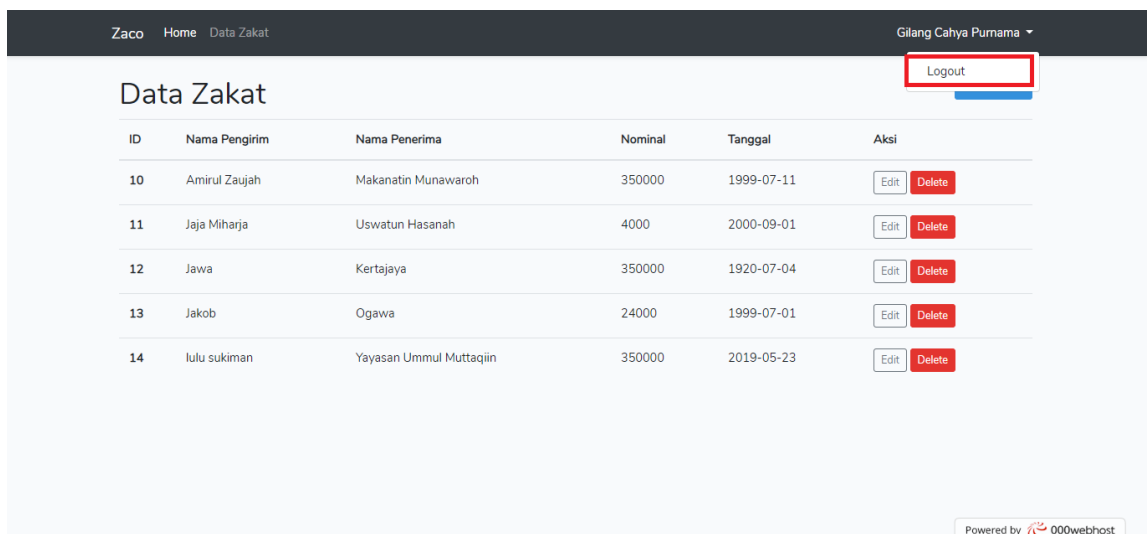 Zaco Home Data Zakat Gilang Cahya Purnama
Logout
Data Zakat
ID Nama Pengirim Nama Penerima Nominal Tanggal Aksi
10 Amirul Zaujah Makanatin Munawaroh 350000 1999-07-11 Edit Delete
11 Jaja Miharja Uswatun Hasanah 4000 2000-09-01 Edit Delete
12 Jawa Kertajaya 350000 1920-07-04 Edit Delete
13 Jakob Ogawa 24000 1999-07-01 Edit Delete
14 lulu sukiman Yayasan Ummul Muttaqiin 350000 2019-05-23 Edit Delete
Powered by 000webhost